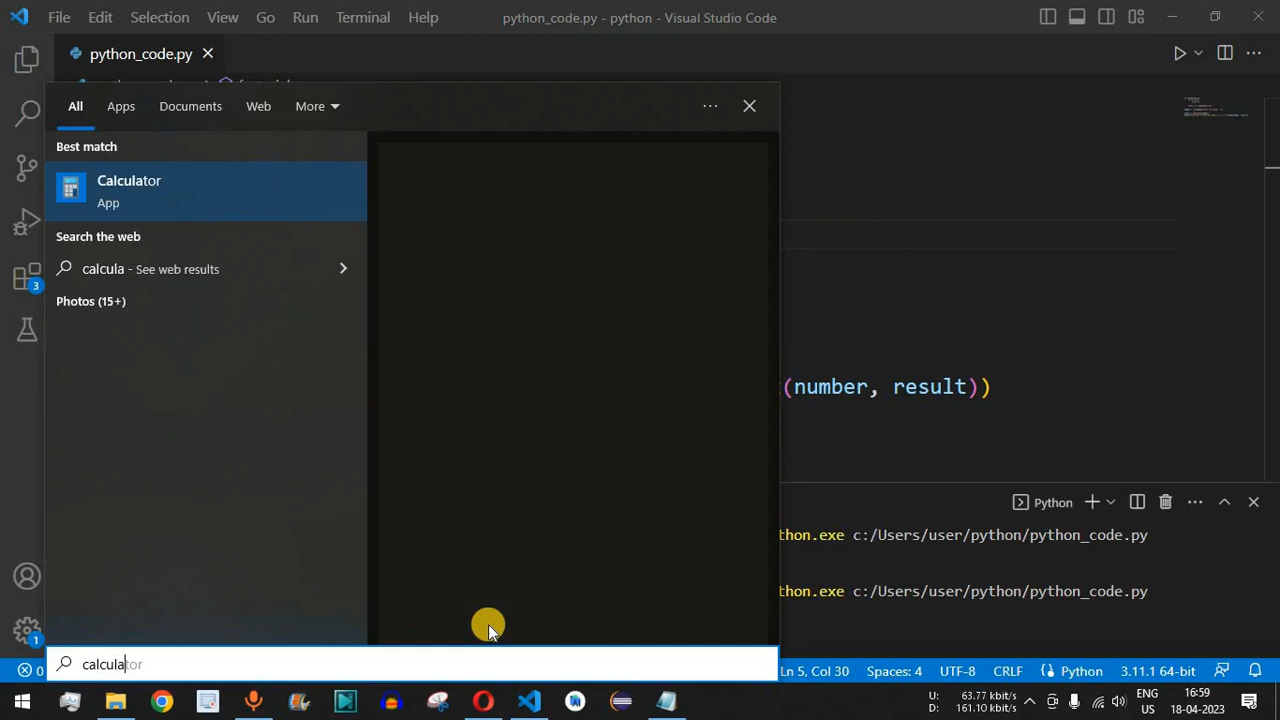 File Edit Selection View Go Run Terminal Help python_code.py - python - Visual Studio Code
python_code.py
All Apps Documents Web More
Best match
Calculator
App
Search the web
calcula - See web results
Photos (15+)
3
(number, result))
Python
thon.exe c:/Users/user/python/python_code.py
thon.exe c:/Users/user/python/python_code.py
1
calculator
0 Ln 5, Col 30 Spaces: 4 UTF-8 CRLF Python 3.11.1 64-bit
U: 63.77 kbit/s
D: 161.10 kbit/s
ENG
US
16:59
18-04-2023